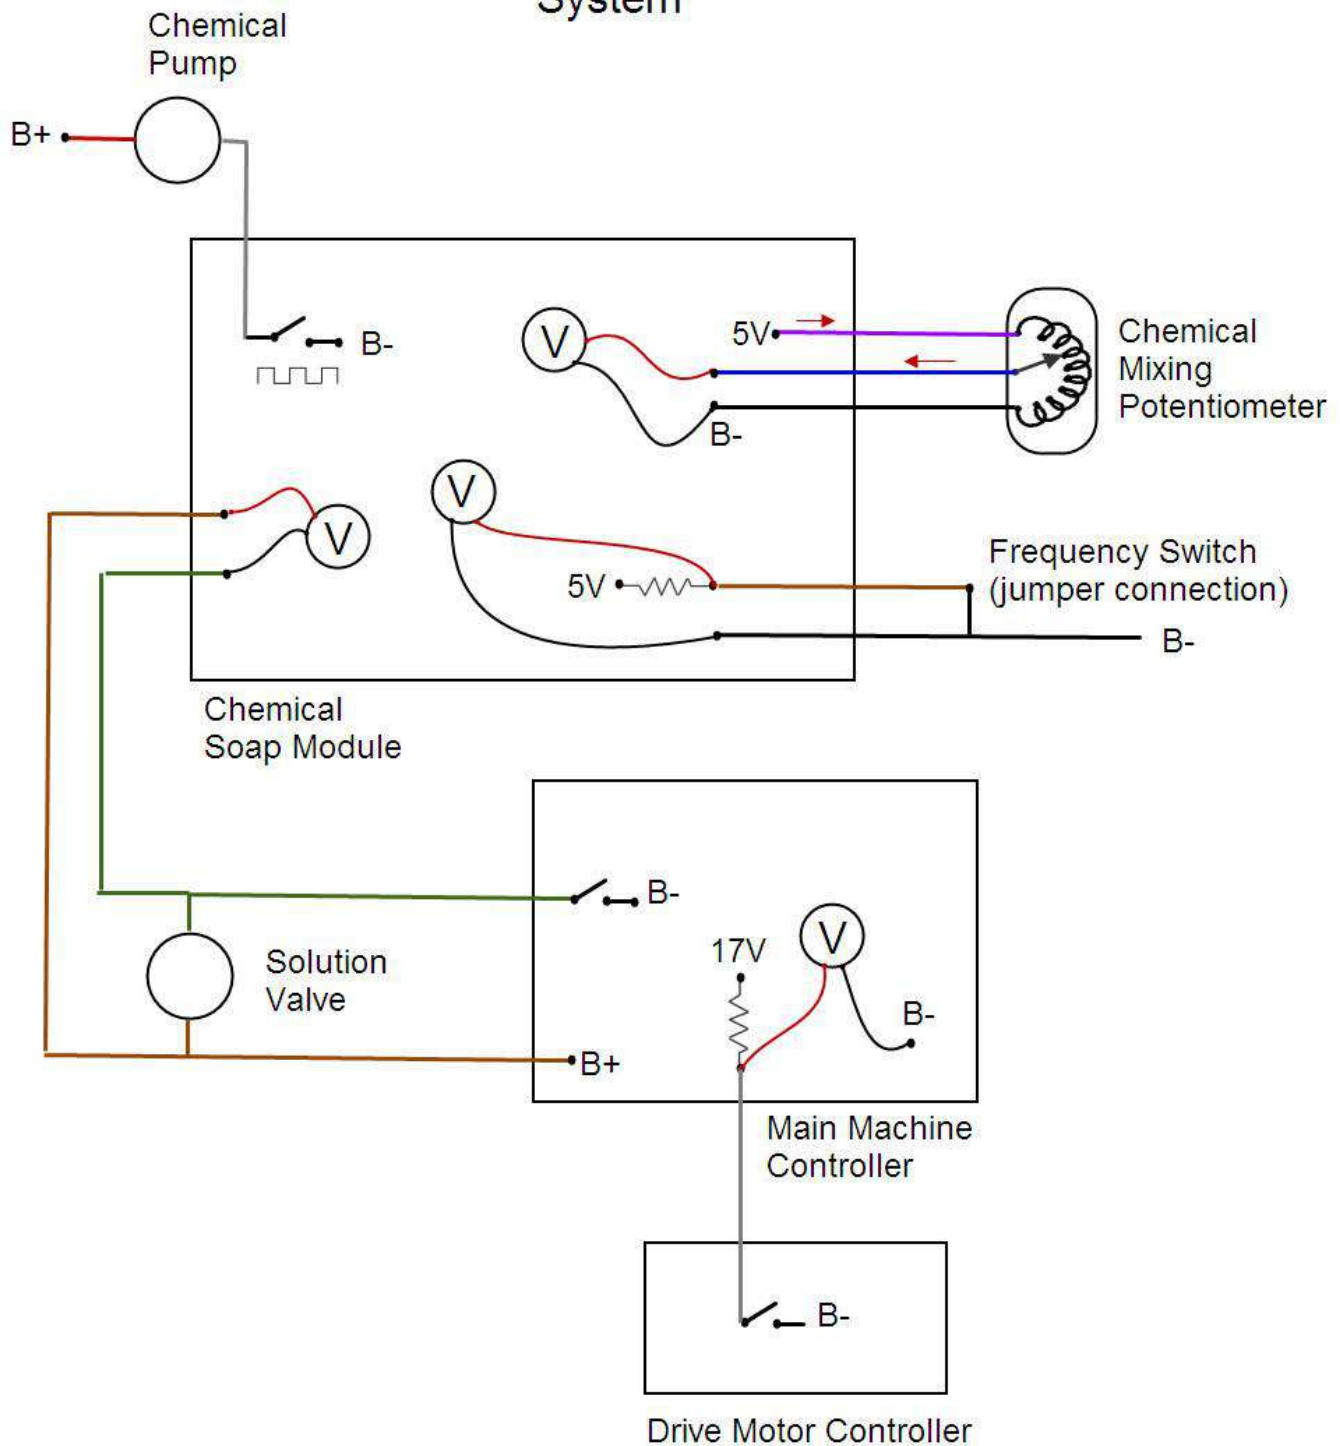 System
Chemical
Pump
B+
B-
V
5V
Chemical
Mixing
Potentiometer
B-
V
V
5V
Frequency Switch
(jumper connection)
B-
Chemical
Soap Module
B-
17V
V
Solution
Valve
B-
B+
Main Machine
Controller
B-
Drive Motor Controller